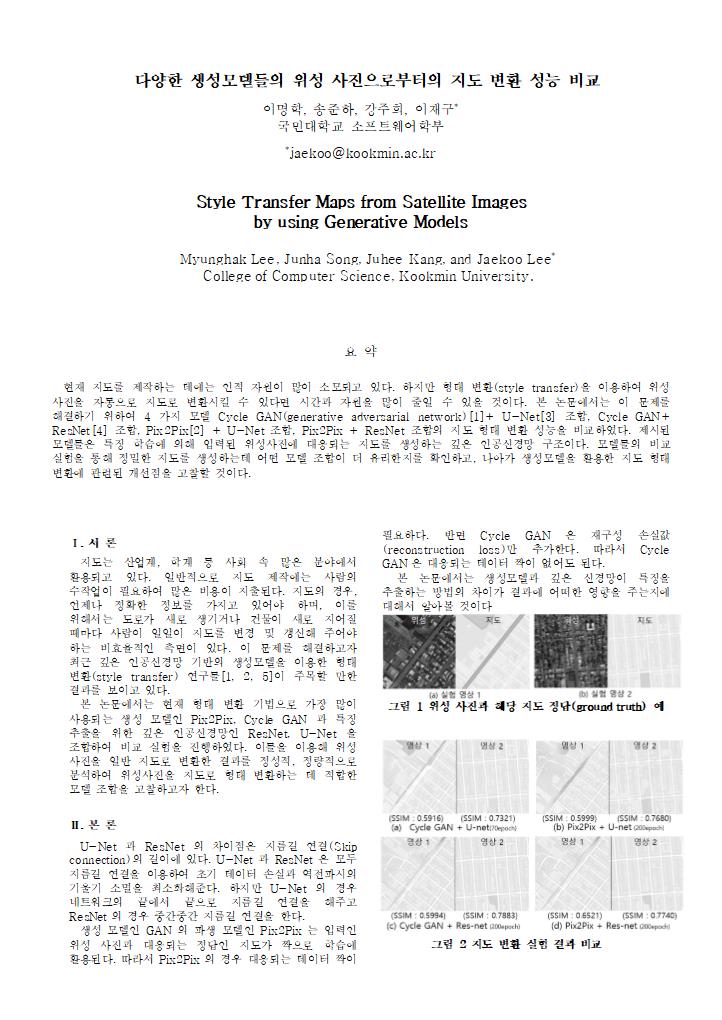 다양한 생성모델들의 위성 사진으로부터의 지도 변환 성능 비교
이명학, 송준하, 강주희, 이재구*
국민대학교 소프트웨어학부
*jaekoo@kookmin.ac.kr
Style Transfer Maps from Satellite Images
by using Generative Models
Myunghak Lee, Junha Song, Juhee Kang, and Jaekoo Lee*
College of Computer Science, Kookmin University.
요 약
현재 지도를 제작하는 데에는 인적 자원이 많이 소모되고 있다. 하지만 형태 변환(style transfer)을 이용하여 위성
사진을 자동으로 지도로 변환시킬 수 있다면 시간과 자원을 많이 줄일 수 있을 것이다. 본 논문에서는 이 문제를
해결하기 위하여 4 가지 모델 Cycle GAN(generative adversarial network)[1]+ U-Net[3] 조합, Cycle GAN+
ResNet[4] 조합, Pix2Pix[2] + U-Net 조합, Pix2Pix + ResNet 조합의 지도 형태 변환 성능을 비교하였다. 제시된
모델들은 특징 학습에 의해 입력된 위성사진에 대응되는 지도를 생성하는 깊은 인공신경망 구조이다. 모델들의 비교
실험을 통해 정밀한 지도를 생성하는데 어떤 모델 조합이 더 유리한지를 확인하고, 나아가 생성모델을 활용한 지도 형태
변환에 관련된 개선점을 고찰할 것이다.
Ⅰ. 서 론
지도는 산업계, 학계 등 사회 속 많은 분야에서
활용되고 있다. 일반적으로 지도 제작에는 사람의
수작업이 필요하여 많은 비용이 지출된다. 지도의 경우,
언제나 정확한 정보를 가지고 있어야 하며, 이를
위해서는 도로가 새로 생기거나 건물이 새로 지어질
때마다 사람이 일일이 지도를 변경 및 갱신해 주어야
하는 비효율적인 측면이 있다. 이 문제를 해결하고자
최근 깊은 인공신경망 기반의 생성모델을 이용한 형태
변환(style transfer) 연구들[1, 2, 5]이 주목할 만한
결과를 보이고 있다.
본 논문에서는 현재 형태 변환 기법으로 가장 많이
사용되는 생성 모델인 Pix2Pix, Cycle GAN 과 특징
추출을 위한 깊은 인공신경망인 ResNet, U-Net 을
조합하여 비교 실험을 진행하였다. 이들을 이용해 위성
사진을 일반 지도로 변환한 결과를 정성적, 정량적으로
분석하여 위성사진을 지도로 형태 변환하는 데 적합한
모델 조합을 고찰하고자 한다.
Ⅱ. 본 론
U-Net 과 ResNet 의 차이점은 지름길 연결(Skip
connection)의 길이에 있다. U-Net 과 ResNet 은 모두
지름길 연결을 이용하여 초기 데이터 손실과 역전파시의
기울기 소멸을 최소화해준다. 하지만 U-Net 의 경우
네트워크의 끝에서 끝으로 지름길 연결을 해주고
ResNet 의 경우 중간중간 지름길 연결을 한다.
생성 모델인 GAN 의 파생 모델인 Pix2Pix 는 입력인
위성 사진과 대응되는 정답인 지도가 짝으로 학습에
활용된다. 따라서 Pix2Pix 의 경우 대응되는 데이터 짝이
필요하다. 반면 Cycle GAN 은 재구성 손실값
(reconstruction loss)만 추가한다. 따라서 Cycle
GAN 은 대응되는 데이터 짝이 없어도 된다.
본 논문에서는 생성모델과 깊은 신경망이 특징을
추출하는 방법의 차이가 결과에 어떠한 영향을 주는지에
대해서 알아볼 것이다
위성 지도 위성 지도
(a) 실험 영상 1 (b) 실험 영상 2
그림 1 위성 사진과 해당 지도 정답(ground truth) 예
영상 1 영상 2 영상 1 영상 2
(SSIM : 0.5916) (SSIM : 0.7321) (SSIM : 0.5999) (SSIM : 0.7680)
(a) Cycle GAN + U-net(70epoch) (b) Pix2Pix + U-net (200epoch)
영상 1 영상 2 영상 1 영상 2
(SSIM : 0.5994) (SSIM : 0.7883) (SSIM : 0.6521) (SSIM : 0.7740)
(c) Cycle GAN + Res-net (200epoch) (d) Pix2Pix + Res-net (200epoch)
그림 2 지도 변환 실험 결과 비교